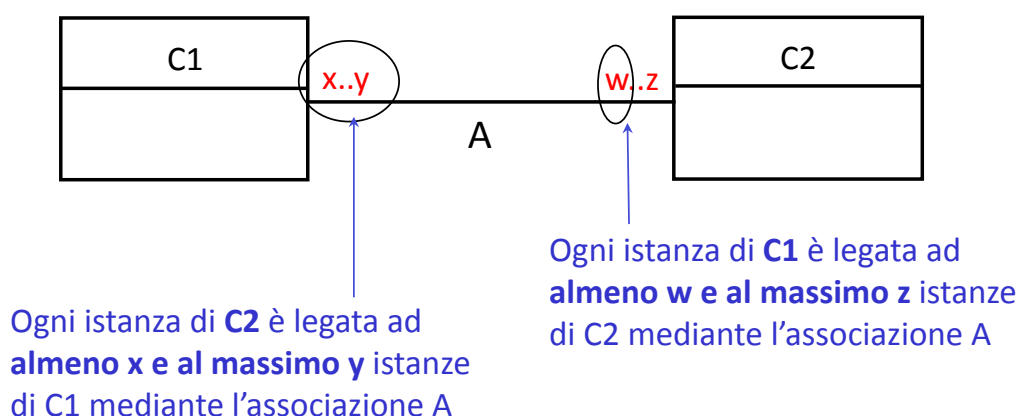 C1
C2
x..y
w..z
A
Ogni istanza di C1 è legata ad
almeno w e al massimo z istanze
di C2 mediante l’associazione A
Ogni istanza di C2 è legata ad
almeno x e al massimo y istanze
di C1 mediante l’associazione A